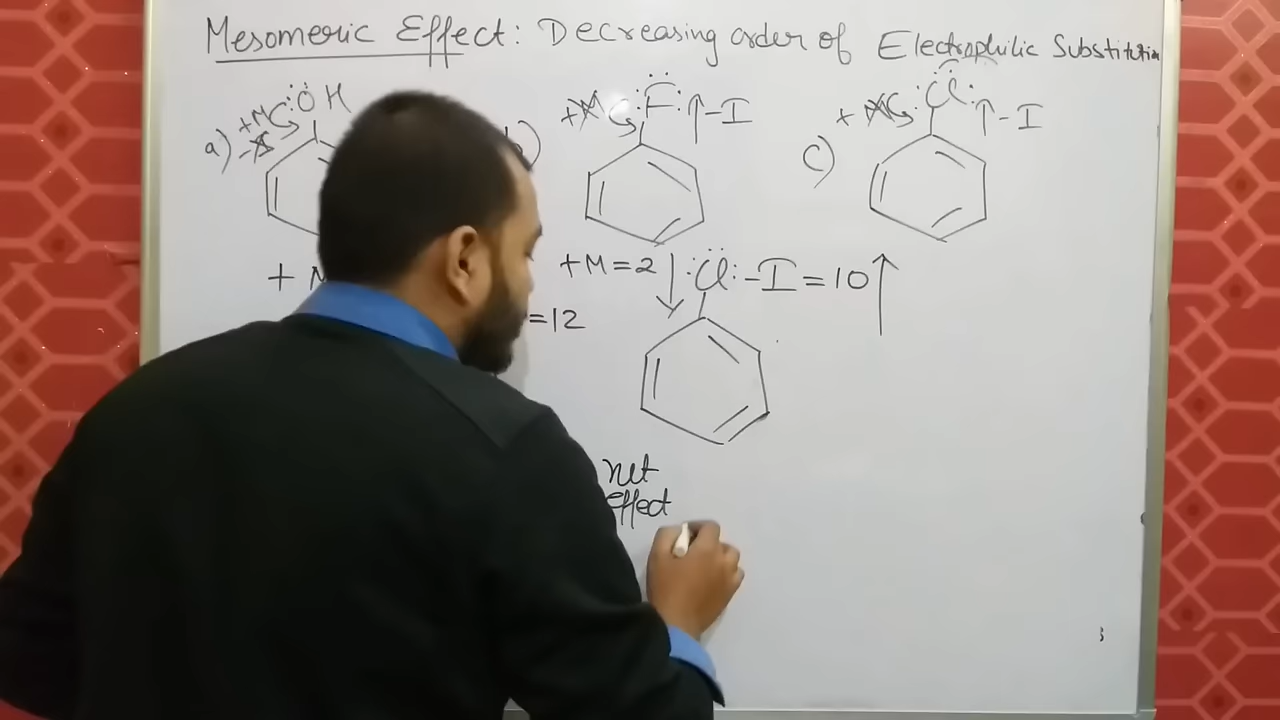 Mesomeric Effect: Decreasing order of Electrophilic Substitution
a) +M -I :ÖH
b) +M :F: -I
c) +M :Cl: -I
+ M
=12
+M=2 :Cl: -I=10
net
effect